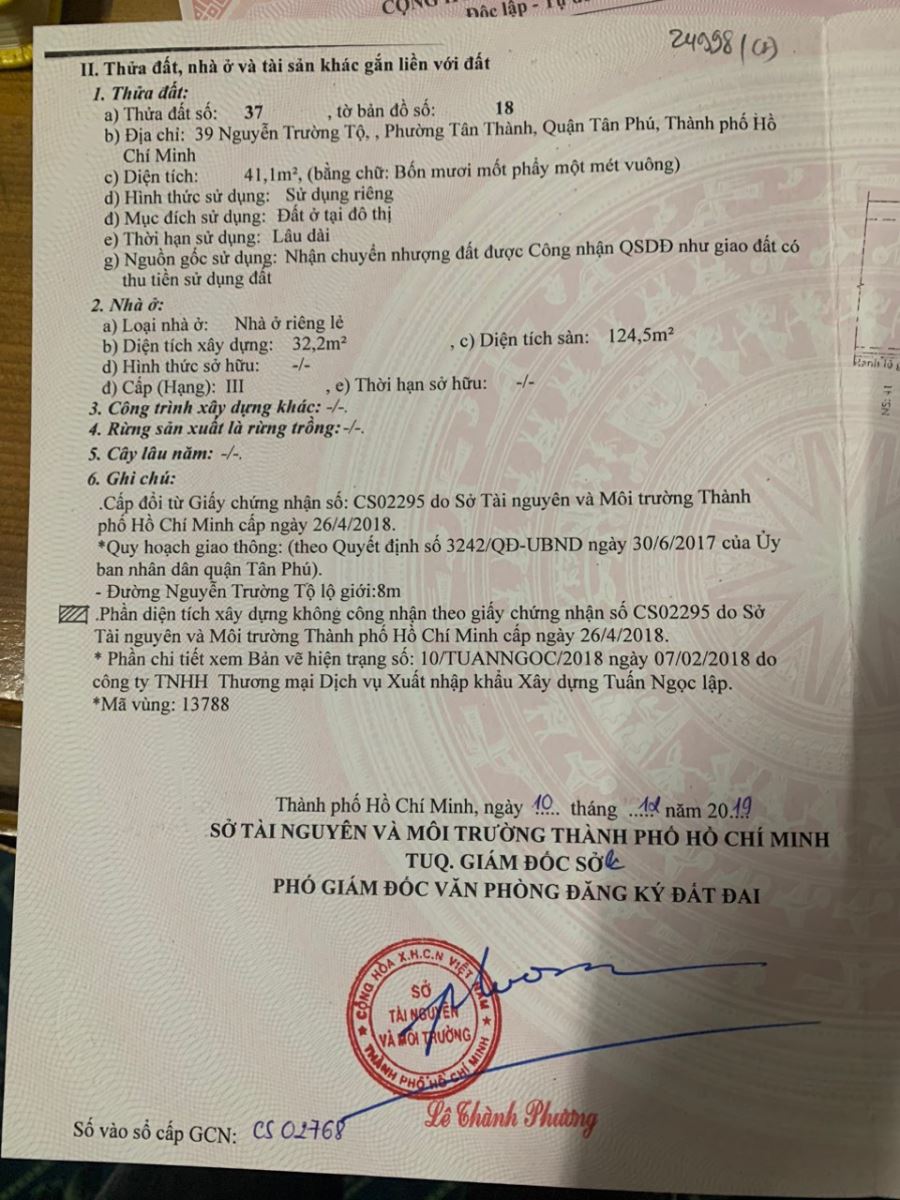 Độc lập - Tự
24998/(CĐ)
II. Thửa đất, nhà ở và tài sản khác gắn liền với đất
1. Thửa đất:
a) Thửa đất số: 37 , tờ bản đồ số: 18
b) Địa chỉ: 39 Nguyễn Trường Tộ, , Phường Tân Thành, Quận Tân Phú, Thành phố Hồ
Chí Minh
c) Diện tích: 41,1m², (bằng chữ: Bốn mươi mốt phẩy một mét vuông)
d) Hình thức sử dụng: Sử dụng riêng
đ) Mục đích sử dụng: Đất ở tại đô thị
e) Thời hạn sử dụng: Lâu dài
g) Nguồn gốc sử dụng: Nhận chuyển nhượng đất được Công nhận QSDĐ như giao đất có
thu tiền sử dụng đất
2. Nhà ở:
a) Loại nhà ở: Nhà ở riêng lẻ
b) Diện tích xây dựng: 32,2m² , c) Diện tích sàn: 124,5m²
d) Hình thức sở hữu: -/-
đ) Cấp (Hạng): III , e) Thời hạn sở hữu: -/-
3. Công trình xây dựng khác: -/-.
4. Rừng sản xuất là rừng trồng: -/-.
5. Cây lâu năm: -/-.
6. Ghi chú:
.Cấp đổi từ Giấy chứng nhận số: CS02295 do Sở Tài nguyên và Môi trường Thành
phố Hồ Chí Minh cấp ngày 26/4/2018.
*Quy hoạch giao thông: (theo Quyết định số 3242/QĐ-UBND ngày 30/6/2017 của Ủy
ban nhân dân quận Tân Phú).
- Đường Nguyễn Trường Tộ lộ giới:8m
.Phần diện tích xây dựng không công nhận theo giấy chứng nhận số CS02295 do Sở
Tài nguyên và Môi trường Thành phố Hồ Chí Minh cấp ngày 26/4/2018.
* Phần chi tiết xem Bản vẽ hiện trạng số: 10/TUANNGOC/2018 ngày 07/02/2018 do
công ty TNHH Thương mại Dịch vụ Xuất nhập khẩu Xây dựng Tuấn Ngọc lập.
*Mã vùng: 13788
Thành phố Hồ Chí Minh, ngày 10 tháng 12 năm 2019
SỞ TÀI NGUYÊN VÀ MÔI TRƯỜNG THÀNH PHỐ HỒ CHÍ MINH
TUQ. GIÁM ĐỐC SỞ
PHÓ GIÁM ĐỐC VĂN PHÒNG ĐĂNG KÝ ĐẤT ĐAI
CỘNG HÒA X.H.C.N VIỆT NAM
SỞ
TÀI NGUYÊN
VÀ MÔI TRƯỜNG
THÀNH PHỐ HỒ CHÍ MINH
Lê Thành Phương
Số vào sổ cấp GCN: CS 02768